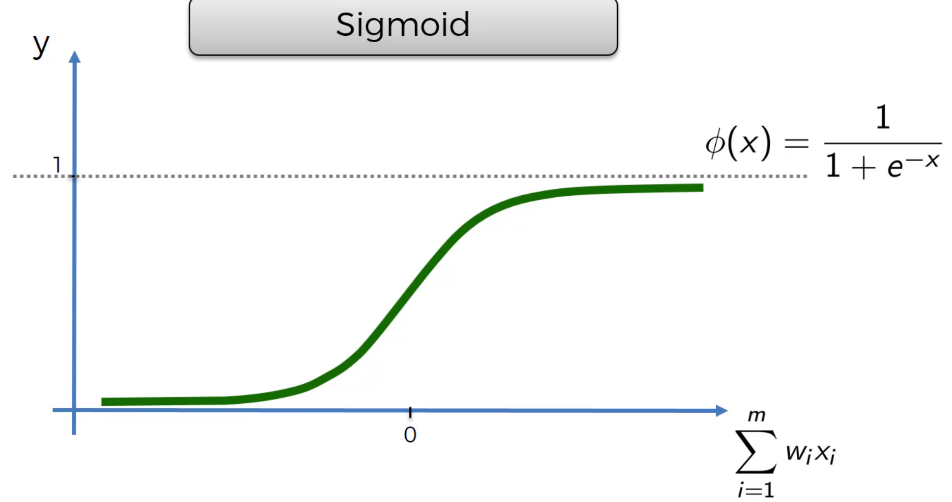 Sigmoid
y
ϕ(x) = 1 / (1 + e^{-x})
1
0
∑_{i=1}^{m} w_i x_i